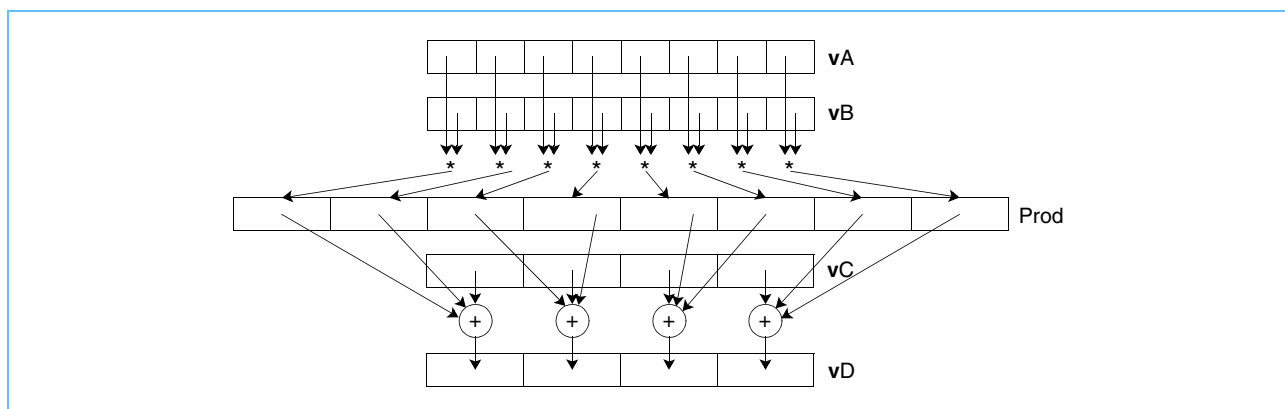 vA
vB
* * * * * * * *
Prod
vC
+ + + +
vD